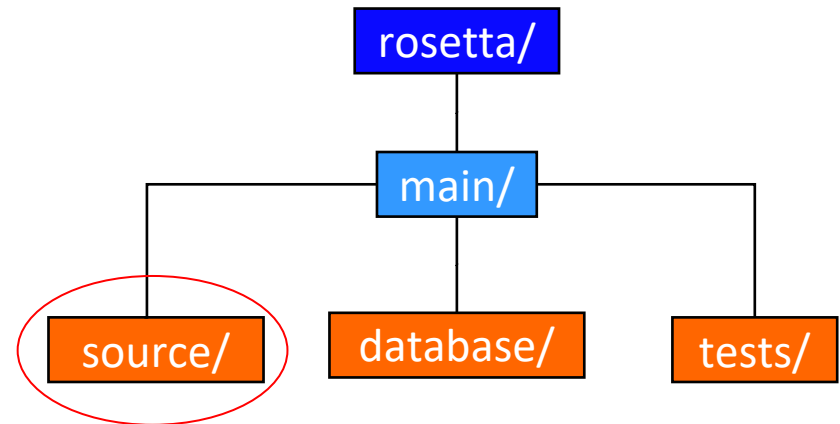 rosetta/
main/
source/
database/
tests/